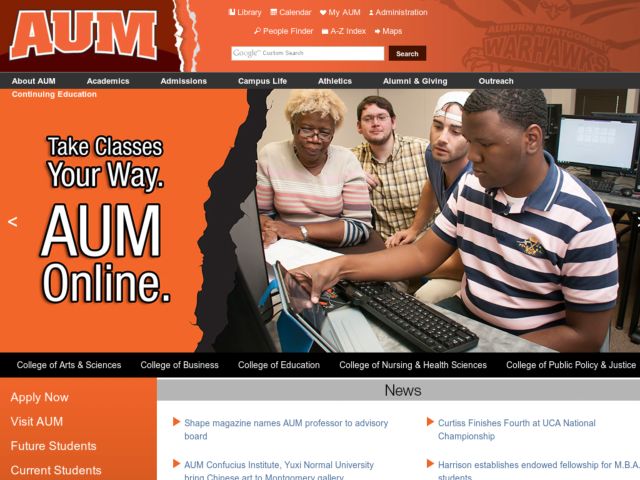 AUM
Library Calendar My AUM Administration
People Finder A-Z Index Maps
Google™ Custom Search Search
AUBURN MONTGOMERY
WARHAWKS
About AUM Academics Admissions Campus Life Athletics Alumni & Giving Outreach
Continuing Education
Take Classes
Your Way.
AUM
Online.
<
College of Arts & Sciences College of Business College of Education College of Nursing & Health Sciences College of Public Policy & Justice
Apply Now
Visit AUM
Future Students
Current Students
News
Shape magazine names AUM professor to advisory
board
Curtiss Finishes Fourth at UCA National
Championship
AUM Confucius Institute, Yuxi Normal University
bring Chinese art to Montgomery gallery
Harrison establishes endowed fellowship for M.B.A.
students